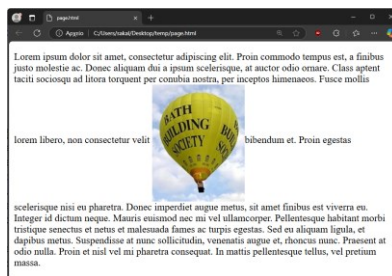 page.html
Αρχείο C:/Users/sakal/Desktop/temp/page.html
Lorem ipsum dolor sit amet, consectetur adipiscing elit. Proin commodo tempus est, a finibus
justo molestie ac. Donec aliquam dui a ipsum scelerisque, at auctor odio ornare. Class aptent
taciti sociosqu ad litora torquent per conubia nostra, per inceptos himenaeos. Fusce mollis
BATH
BUILDING
SOCIETY
lorem libero, non consectetur velit bibendum et. Proin egestas
scelerisque nisi eu pharetra. Donec imperdiet augue metus, sit amet finibus est viverra eu.
Integer id dictum neque. Mauris euismod nec mi vel ullamcorper. Pellentesque habitant morbi
tristique senectus et netus et malesuada fames ac turpis egestas. Sed eu aliquam ligula, et
dapibus metus. Suspendisse at nunc sollicitudin, venenatis augue et, rhoncus nunc. Praesent at
odio nulla. Proin et nisl vel mi pharetra consequat. In mattis pellentesque tellus, vel pretium
massa.